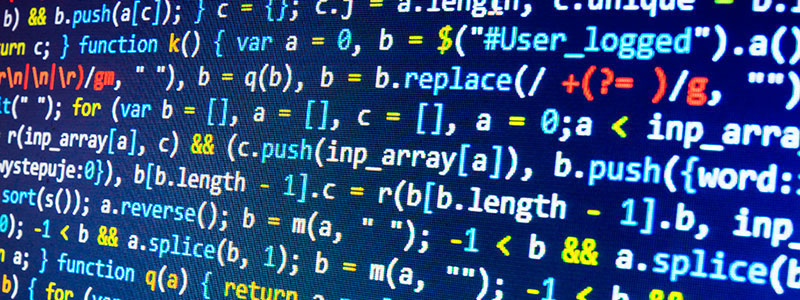 b) && b.push(a[c]); } c = {}; c.j = a.length, c.unique = b.l
urn c; } function k() { var a = 0, b = $("#User_logged").a()
r\n|\n|\r)/gm, " "), b = q(b), b = b.replace(/ +(?= )/g, "")
it(" "); for (var b = [], a = [], c = [], a = 0;a < inp_arra
r(inp_array[a], c) && (c.push(inp_array[a]), b.push({word:
wystepuje:0}), b[b.length - 1].c = r(b[b.length - 1].b, inp_
sort(s()); a.reverse(); b = m(a, " "); -1 < b && a.splice(
0); -1 < b && a.splice(b, 1); b = m(a, ""); -1 < b && a.splice(b
n a; } function q(a) { return a
b) { for (var